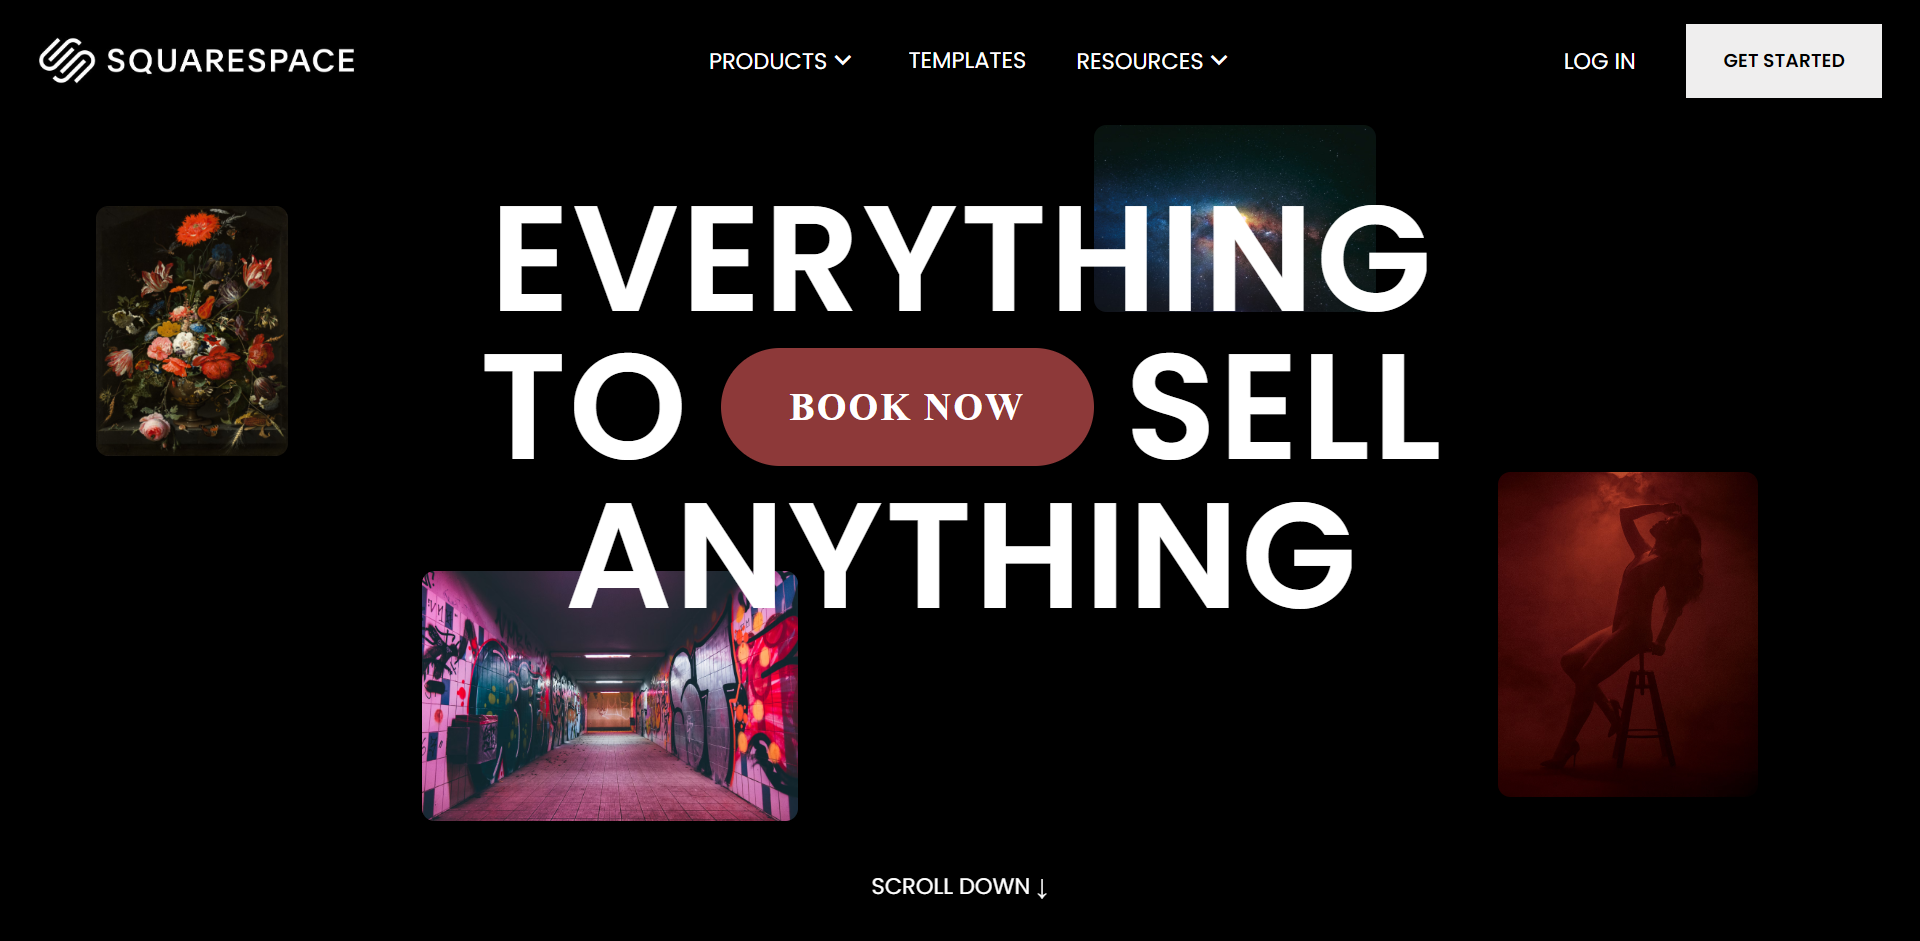 SQUARESPACE
PRODUCTS
TEMPLATES
RESOURCES
LOG IN
GET STARTED
EVERYTHING
TO BOOK NOW SELL
ANYTHING
SCROLL DOWN ↓